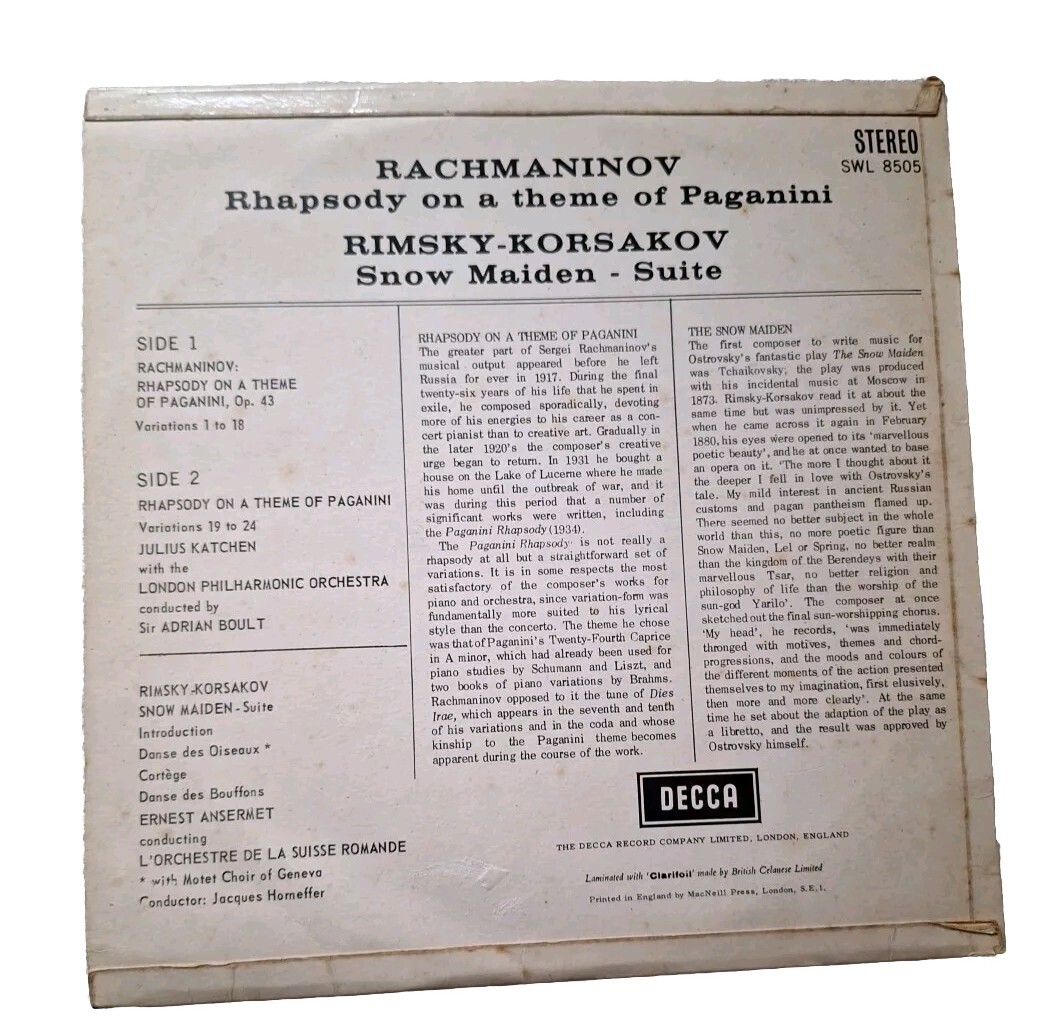 STEREO
SWL 8505
RACHMANINOV
Rhapsody on a theme of Paganini
RIMSKY-KORSAKOV
Snow Maiden - Suite
SIDE 1
RACHMANINOV:
RHAPSODY ON A THEME
OF PAGANINI, Op. 43
Variations 1 to 18
SIDE 2
RHAPSODY ON A THEME OF PAGANINI
Variations 19 to 24
JULIUS KATCHEN
with the
LONDON PHILHARMONIC ORCHESTRA
conducted by
Sir ADRIAN BOULT
RIMSKY-KORSAKOV
SNOW MAIDEN - Suite
Introduction
Danse des Oiseaux *
Cortège
Danse des Bouffons
ERNEST ANSERMET
conducting
L'ORCHESTRE DE LA SUISSE ROMANDE
* with Motet Choir of Geneva
Conductor: Jacques Horneffer
RHAPSODY ON A THEME OF PAGANINI
The greater part of Sergei Rachmaninov's
musical output appeared before he left
Russia for ever in 1917. During the final
twenty-six years of his life that he spent in
exile, he composed sporadically, devoting
more of his energies to his career as a con-
cert pianist than to creative art. Gradually in
the later 1920's the composer's creative
urge began to return. In 1931 he bought a
house on the Lake of Lucerne where he made
his home until the outbreak of war, and it
was during this period that a number of
significant works were written, including
the Paganini Rhapsody (1934).
The Paganini Rhapsody is not really a
rhapsody at all but a straightforward set of
variations. It is in some respects the most
satisfactory of the composer's works for
piano and orchestra, since variation-form was
fundamentally more suited to his lyrical
style than the concerto. The theme he chose
was that of Paganini's Twenty-Fourth Caprice
in A minor, which had already been used for
piano studies by Schumann and Liszt, and
two books of piano variations by Brahms.
Rachmaninov opposed to it the tune of Dies
Irae, which appears in the seventh and tenth
of his variations and in the coda and whose
kinship to the Paganini theme becomes
apparent during the course of the work.
THE SNOW MAIDEN
The first composer to write music for
Ostrovsky's fantastic play The Snow Maiden
was Tchaikovsky; the play was produced
with his incidental music at Moscow in
1873. Rimsky-Korsakov read it at about the
same time but was unimpressed by it. Yet
when he came across it again in February
1880, his eyes were opened to its 'marvellous
poetic beauty', and he at once wanted to base
an opera on it. 'The more I thought about it
the deeper I fell in love with Ostrovsky's
tale. My mild interest in ancient Russian
customs and pagan pantheism flamed up.
There seemed no better subject in the whole
world than this, no more poetic figure than
Snow Maiden, Lel or Spring, no better realm
than the kingdom of the Berendeys with their
marvellous Tsar, no better religion and
philosophy of life than the worship of the
sun-god Yarilo'. The composer at once
sketched out the final sun-worshipping chorus.
'My head', he records, 'was immediately
thronged with motives, themes and chord-
progressions, and the moods and colours of
the different moments of the action presented
themselves to my imagination, first elusively,
then more and more clearly'. At the same
time he set about the adaption of the play as
a libretto, and the result was approved by
Ostrovsky himself.
DECCA
THE DECCA RECORD COMPANY LIMITED, LONDON, ENGLAND
Laminated with 'Clarifoil' made by British Celanese Limited
Printed in England by MacNeill Press, London, S.E.1.